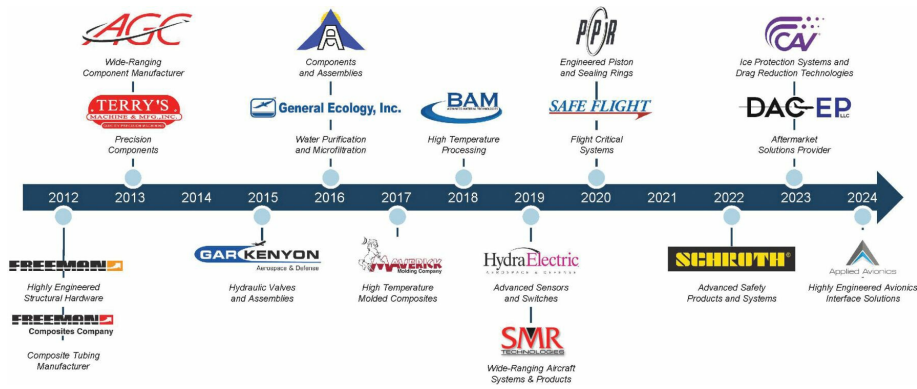 AGC
Wide-Ranging
Component Manufacturer
TERRY'S
MACHINE & MFG., INC.
Precision
Components
Components
and Assemblies
General Ecology, Inc.
Water Purification
and Microfiltration
BAM
High Temperature
Processing
PPR
Engineered Piston
and Sealing Rings
SAFE FLIGHT
Flight Critical
Systems
CAV
Ice Protection Systems and
Drag Reduction Technologies
DAC-EP
LLC
Aftermarket
Solutions Provider
2012 2013 2014 2015 2016 2017 2018 2019 2020 2021 2022 2023 2024
FREEMAN
Highly Engineered
Structural Hardware
FREEMAN
Composites Company
Composite Tubing
Manufacturer
GAR KENYON
Aerospace & Defense
Hydraulic Valves
and Assemblies
MAVERICK
Molding Company
High Temperature
Molded Composites
HydraElectric
AEROSPACE & DEFENSE
Advanced Sensors
and Switches
SMR
TECHNOLOGIES
Wide-Ranging Aircraft
Systems & Products
SCHROTH®
Advanced Safety
Products and Systems
Applied Avionics
Highly Engineered Avionics
Interface Solutions